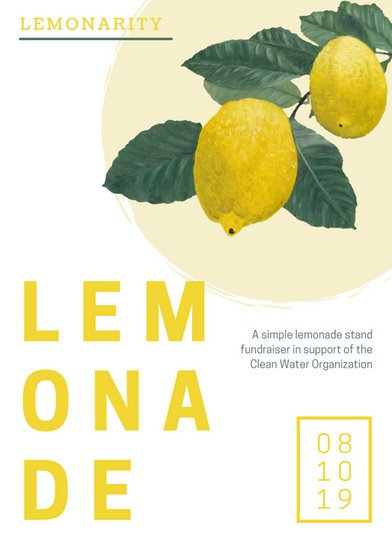 LEMONARITY
LEM
ONA
DE
A simple lemonade stand
fundraiser in support of the
Clean Water Organization
08
10
19